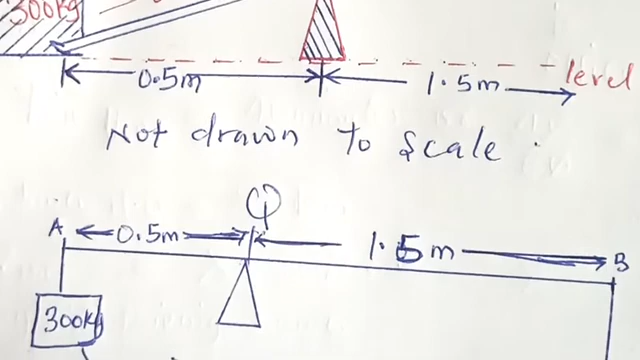 300kg
level
0.5m 1.5m
Not drawn to Scale.
A 0.5m 1.5m B
300kg